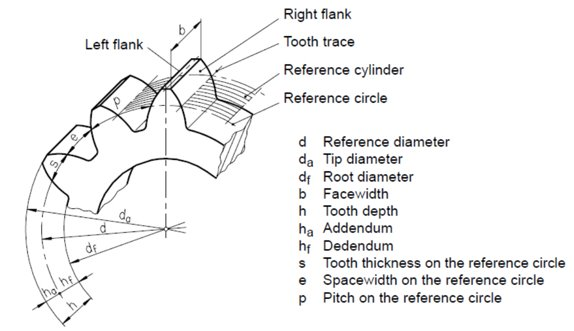 Right flank
b
Left flank
Tooth trace
Reference cylinder
p
Reference circle
e
s
d Reference diameter
da Tip diameter
df Root diameter
b Facewidth
h Tooth depth
ha Addendum
hf Dedendum
s Tooth thickness on the reference circle
e Spacewidth on the reference circle
p Pitch on the reference circle
da
d
df
ha hf
h